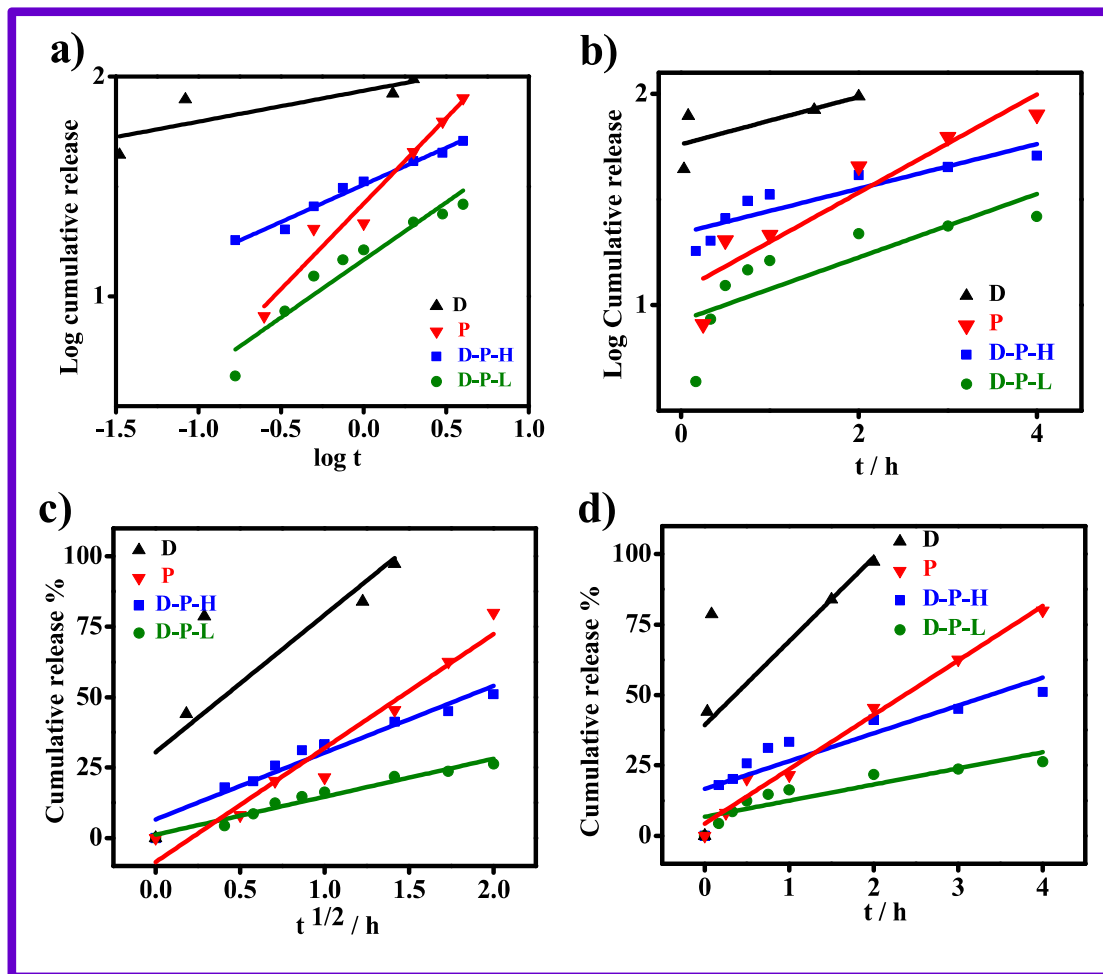 a)
Log cumulative release
2
1
-1.5 -1.0 -0.5 0.0 0.5 1.0
log t
D
P
D-P-H
D-P-L
b)
Log Cumulative release
2
1
0 2 4
t / h
D
P
D-P-H
D-P-L
c)
Cumulative release %
100
75
50
25
0
0.0 0.5 1.0 1.5 2.0
t 1/2 / h
D
P
D-P-H
D-P-L
d)
Cumulative release %
100
75
50
25
0
0 1 2 3 4
t / h
D
P
D-P-H
D-P-L